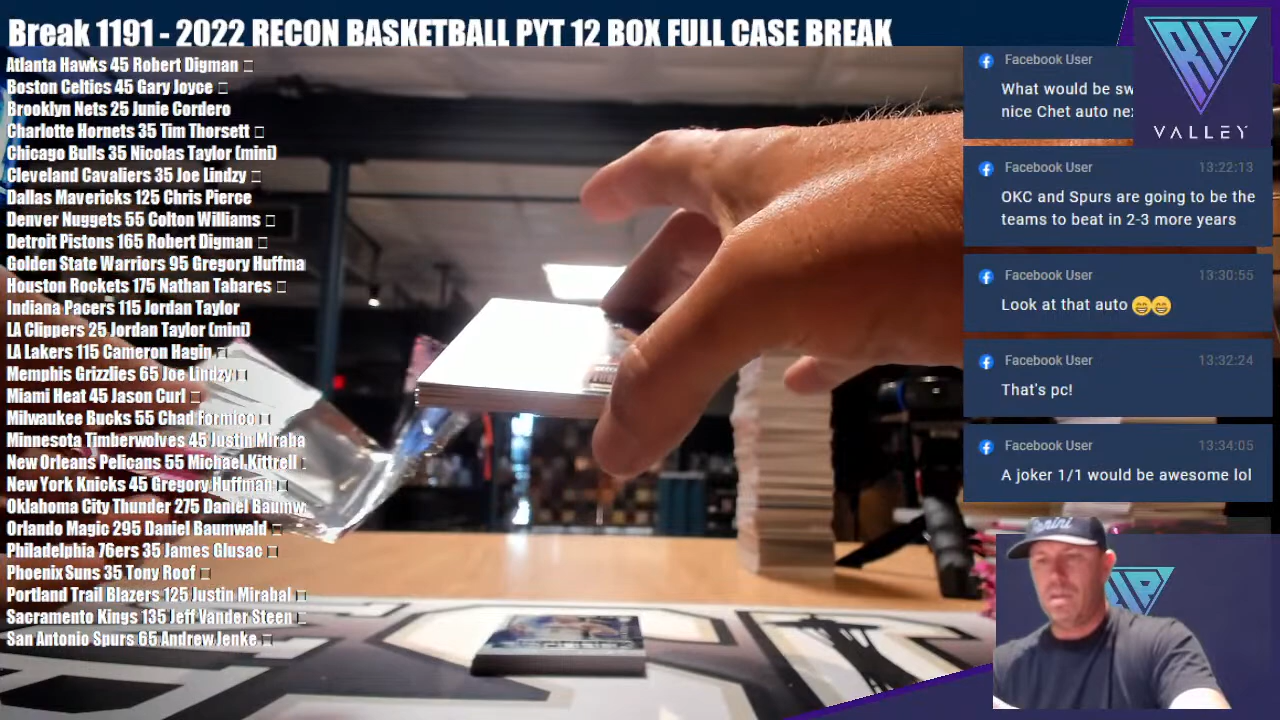 Break 1191 - 2022 RECON BASKETBALL PYT 12 BOX FULL CASE BREAK
Atlanta Hawks 45 Robert Digman
Boston Celtics 45 Gary Joyce
Brooklyn Nets 25 Junie Cordero
Charlotte Hornets 35 Tim Thorsett
Chicago Bulls 35 Nicolas Taylor (mini)
Cleveland Cavaliers 35 Joe Lindzy
Dallas Mavericks 125 Chris Pierce
Denver Nuggets 55 Colton Williams
Detroit Pistons 165 Robert Digman
Golden State Warriors 95 Gregory Huffma
Houston Rockets 175 Nathan Tabares
Indiana Pacers 115 Jordan Taylor
LA Clippers 25 Jordan Taylor (mini)
LA Lakers 115 Cameron Hagin
Memphis Grizzlies 65 Joe Lindzy
Miami Heat 45 Jason Curl
Milwaukee Bucks 55 Chad Formico
Minnesota Timberwolves 45 Justin Miraba
New Orleans Pelicans 55 Michael Kittrell
New York Knicks 45 Gregory Huffman
Oklahoma City Thunder 275 Daniel Baumw
Orlando Magic 295 Daniel Baumwald
Philadelphia 76ers 35 James Glusac
Phoenix Suns 35 Tony Roof
Portland Trail Blazers 125 Justin Mirabal
Sacramento Kings 135 Jeff Vander Steen
San Antonio Spurs 65 Andrew Jenke
Facebook User
What would be sw
nice Chet auto nex
RIP
VALLEY
Facebook User 13:22:13
OKC and Spurs are going to be the
teams to beat in 2-3 more years
Facebook User 13:30:55
Look at that auto 😁😁
Facebook User 13:32:24
That's pc!
Facebook User 13:34:05
A joker 1/1 would be awesome lol
Panini
RIP